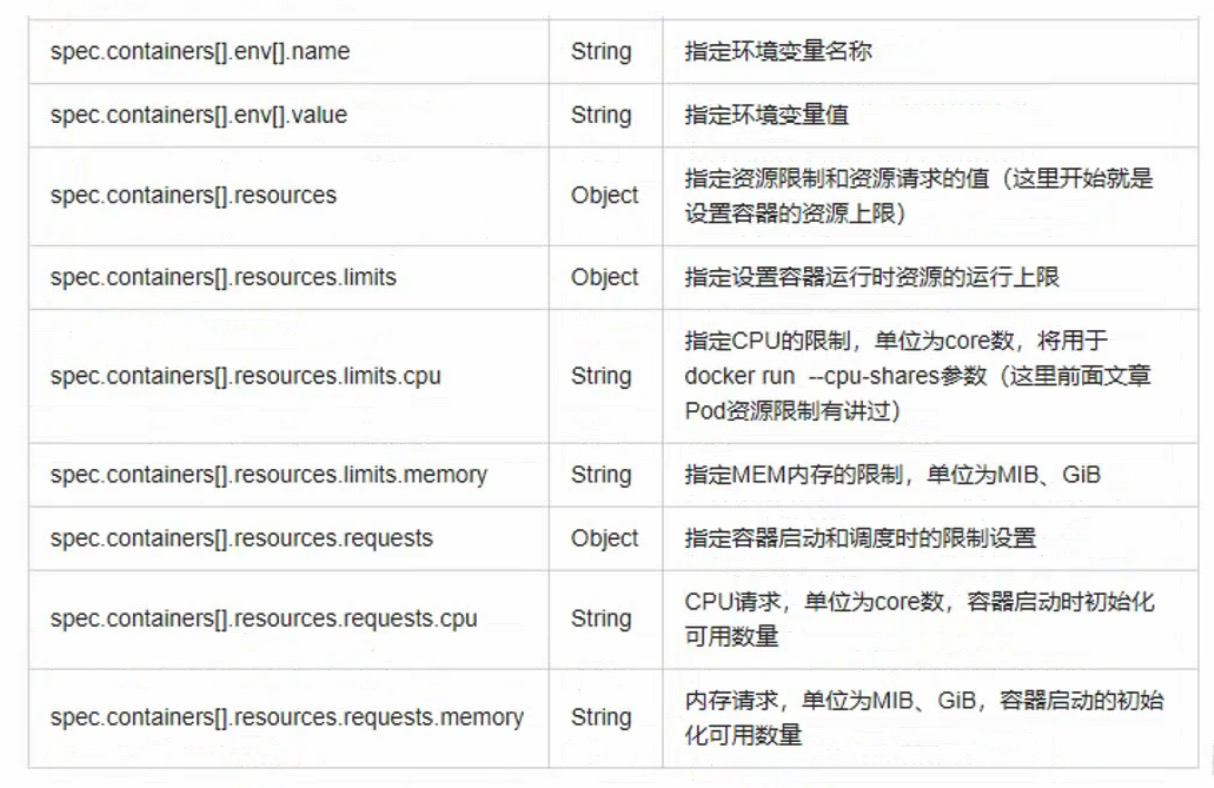 spec.containers[].env[].name String 指定环境变量名称
spec.containers[].env[].value String 指定环境变量值
spec.containers[].resources Object 指定资源限制和资源请求的值（这里开始就是
设置容器的资源上限）
spec.containers[].resources.limits Object 指定设置容器运行时资源的运行上限
指定CPU的限制，单位为core数，将用于
spec.containers[].resources.limits.cpu String docker run --cpu-shares参数（这里前面文章
Pod资源限制有讲过）
spec.containers[].resources.limits.memory String 指定MEM内存的限制，单位为MIB、GiB
spec.containers[].resources.requests Object 指定容器启动和调度时的限制设置
spec.containers[].resources.requests.cpu String CPU请求，单位为core数，容器启动时初始化
可用数量
spec.containers[].resources.requests.memory String 内存请求，单位为MIB、GiB，容器启动的初始
化可用数量